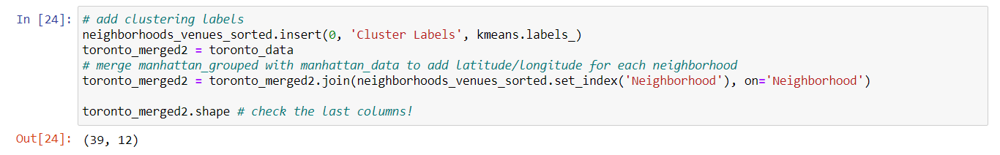 In [24]: # add clustering labels
neighborhoods_venues_sorted.insert(0, 'Cluster Labels', kmeans.labels_)
toronto_merged2 = toronto_data
# merge manhattan_grouped with manhattan_data to add latitude/longitude for each neighborhood
toronto_merged2 = toronto_merged2.join(neighborhoods_venues_sorted.set_index('Neighborhood'), on='Neighborhood')
toronto_merged2.shape # check the last columns!
Out[24]: (39, 12)